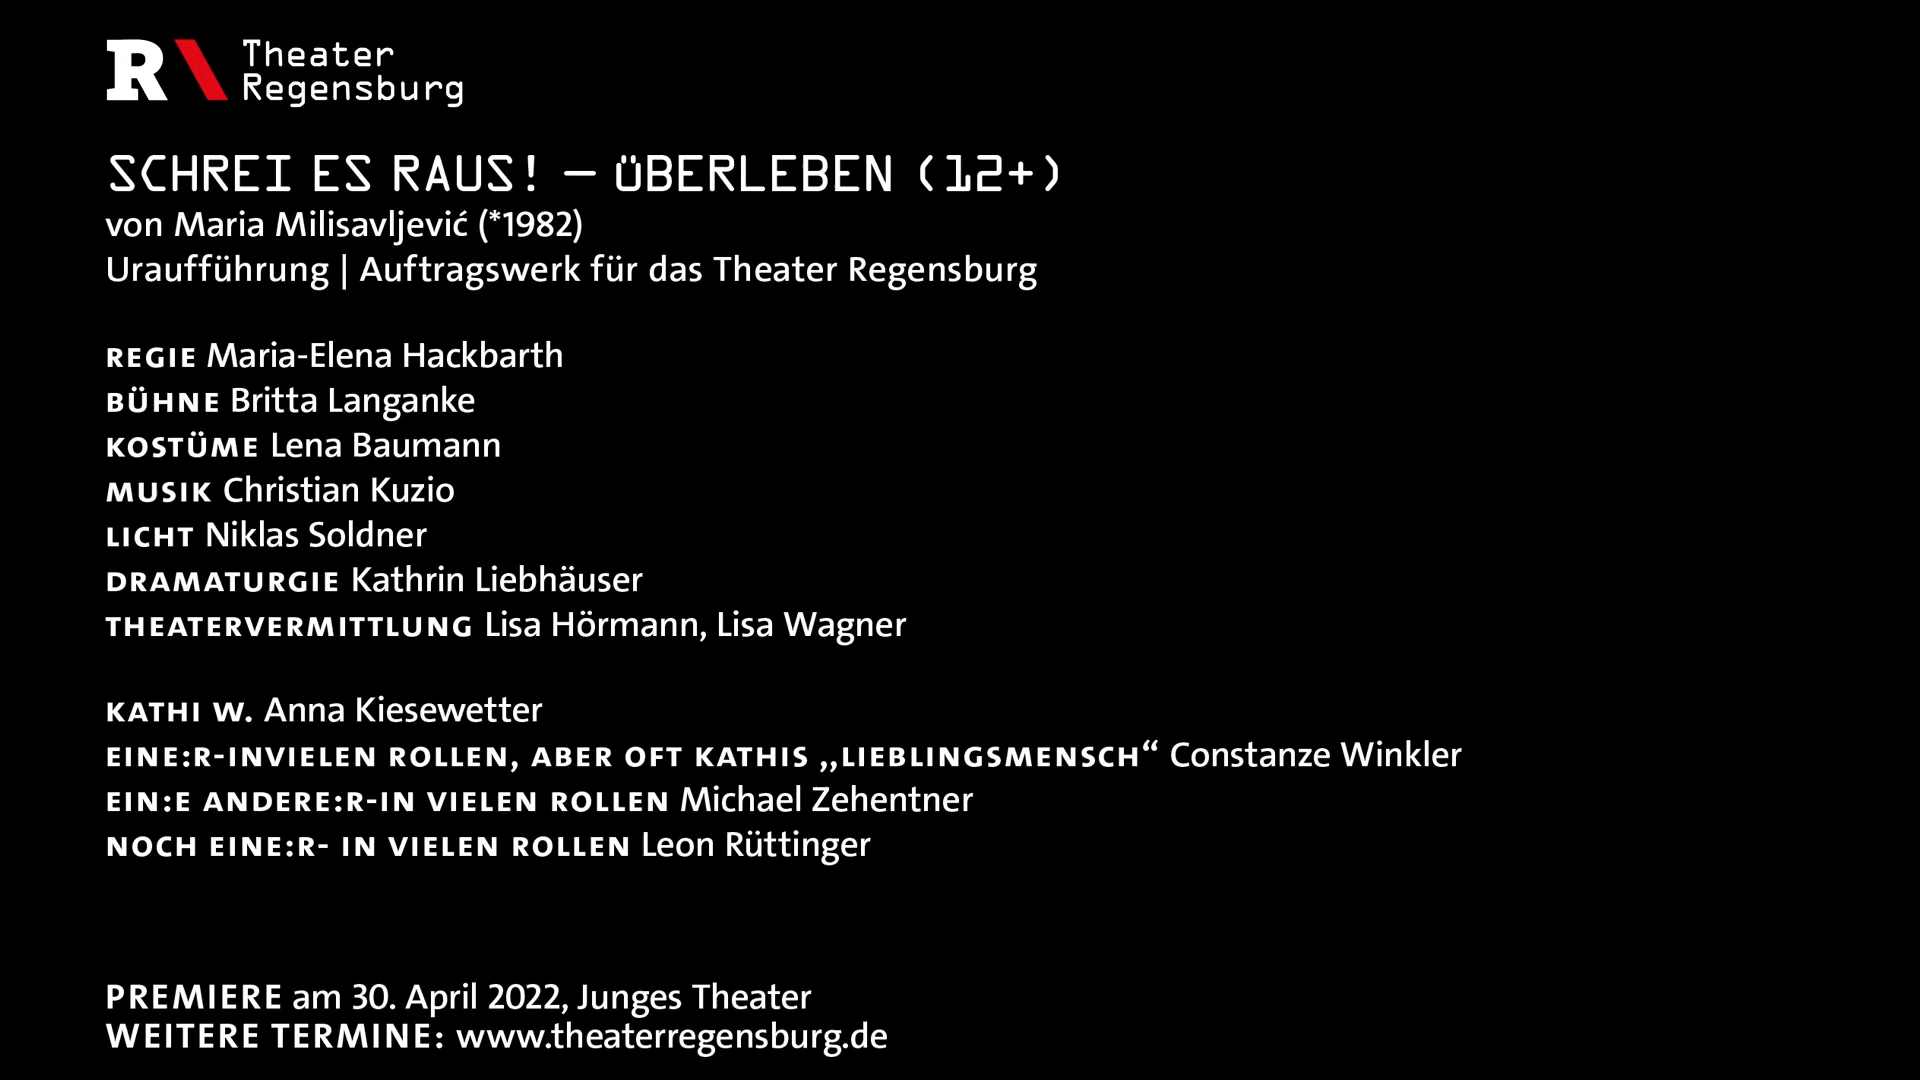 R\ Theater
Regensburg
SCHREI ES RAUS! – ÜBERLEBEN (12+)
von Maria Milisavljević (*1982)
Uraufführung | Auftragswerk für das Theater Regensburg
REGIE Maria-Elena Hackbarth
BÜHNE Britta Langanke
KOSTÜME Lena Baumann
MUSIK Christian Kuzio
LICHT Niklas Soldner
DRAMATURGIE Kathrin Liebhäuser
THEATERVERMITTLUNG Lisa Hörmann, Lisa Wagner
KATHI W. Anna Kiesewetter
EINE:R-INVIELEN ROLLEN, ABER OFT KATHIS „LIEBLINGSMENSCH“ Constanze Winkler
EIN:E ANDERE:R-IN VIELEN ROLLEN Michael Zehentner
NOCH EINE:R- IN VIELEN ROLLEN Leon Rüttinger
PREMIERE am 30. April 2022, Junges Theater
WEITERE TERMINE: www.theaterregensburg.de